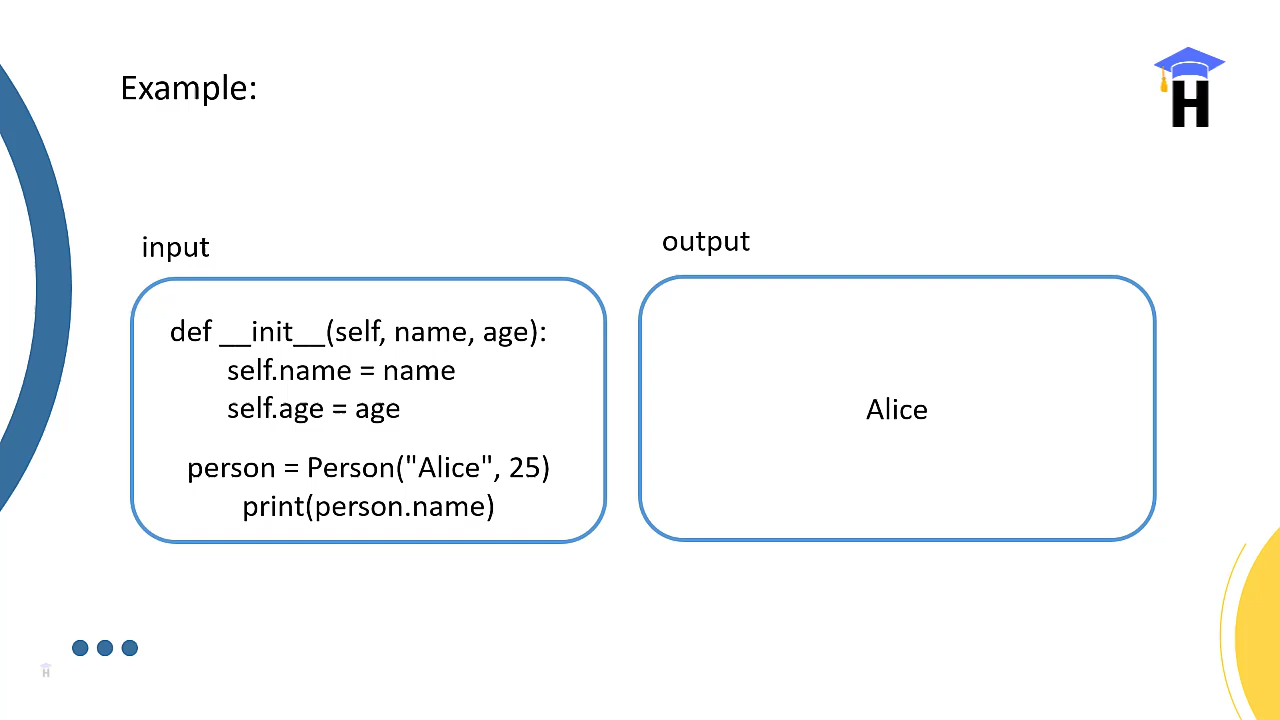 Example:
H
input
output
def __init__(self, name, age):
self.name = name
self.age = age
person = Person("Alice", 25)
print(person.name)
Alice
H